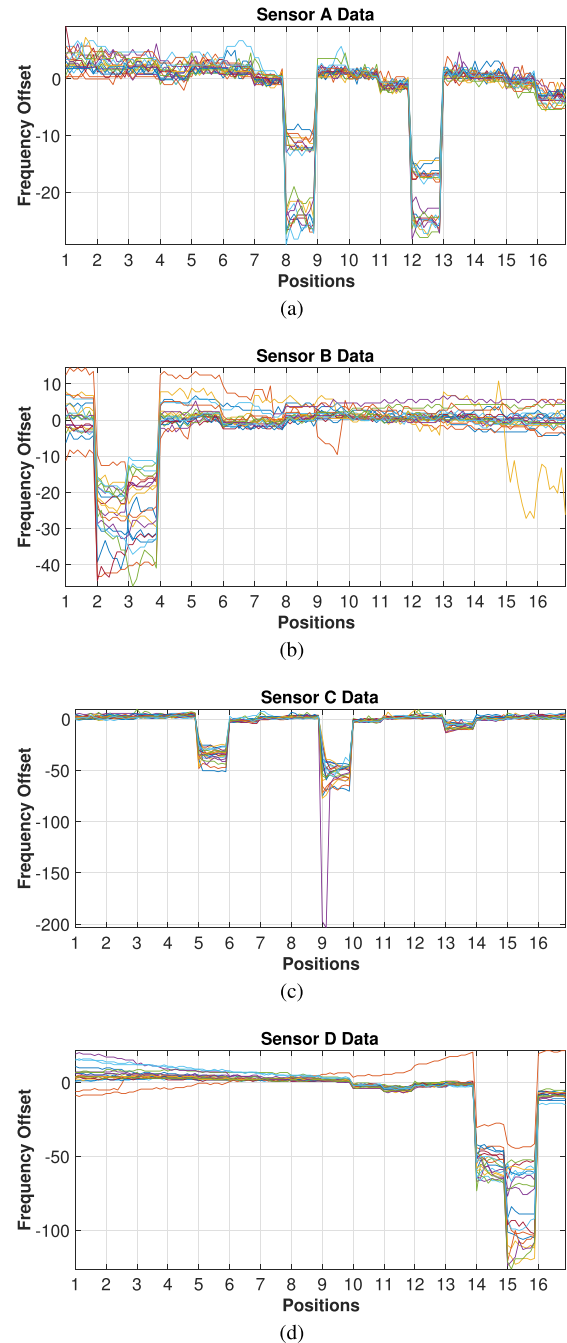 Sensor A Data
Frequency Offset
0
-10
-20
1 2 3 4 5 6 7 8 9 10 11 12 13 14 15 16
Positions
(a)
Sensor B Data
Frequency Offset
10
0
-10
-20
-30
-40
1 2 3 4 5 6 7 8 9 10 11 12 13 14 15 16
Positions
(b)
Sensor C Data
Frequency Offset
0
-50
-100
-150
-200
1 2 3 4 5 6 7 8 9 10 11 12 13 14 15 16
Positions
(c)
Sensor D Data
Frequency Offset
0
-50
-100
1 2 3 4 5 6 7 8 9 10 11 12 13 14 15 16
Positions
(d)